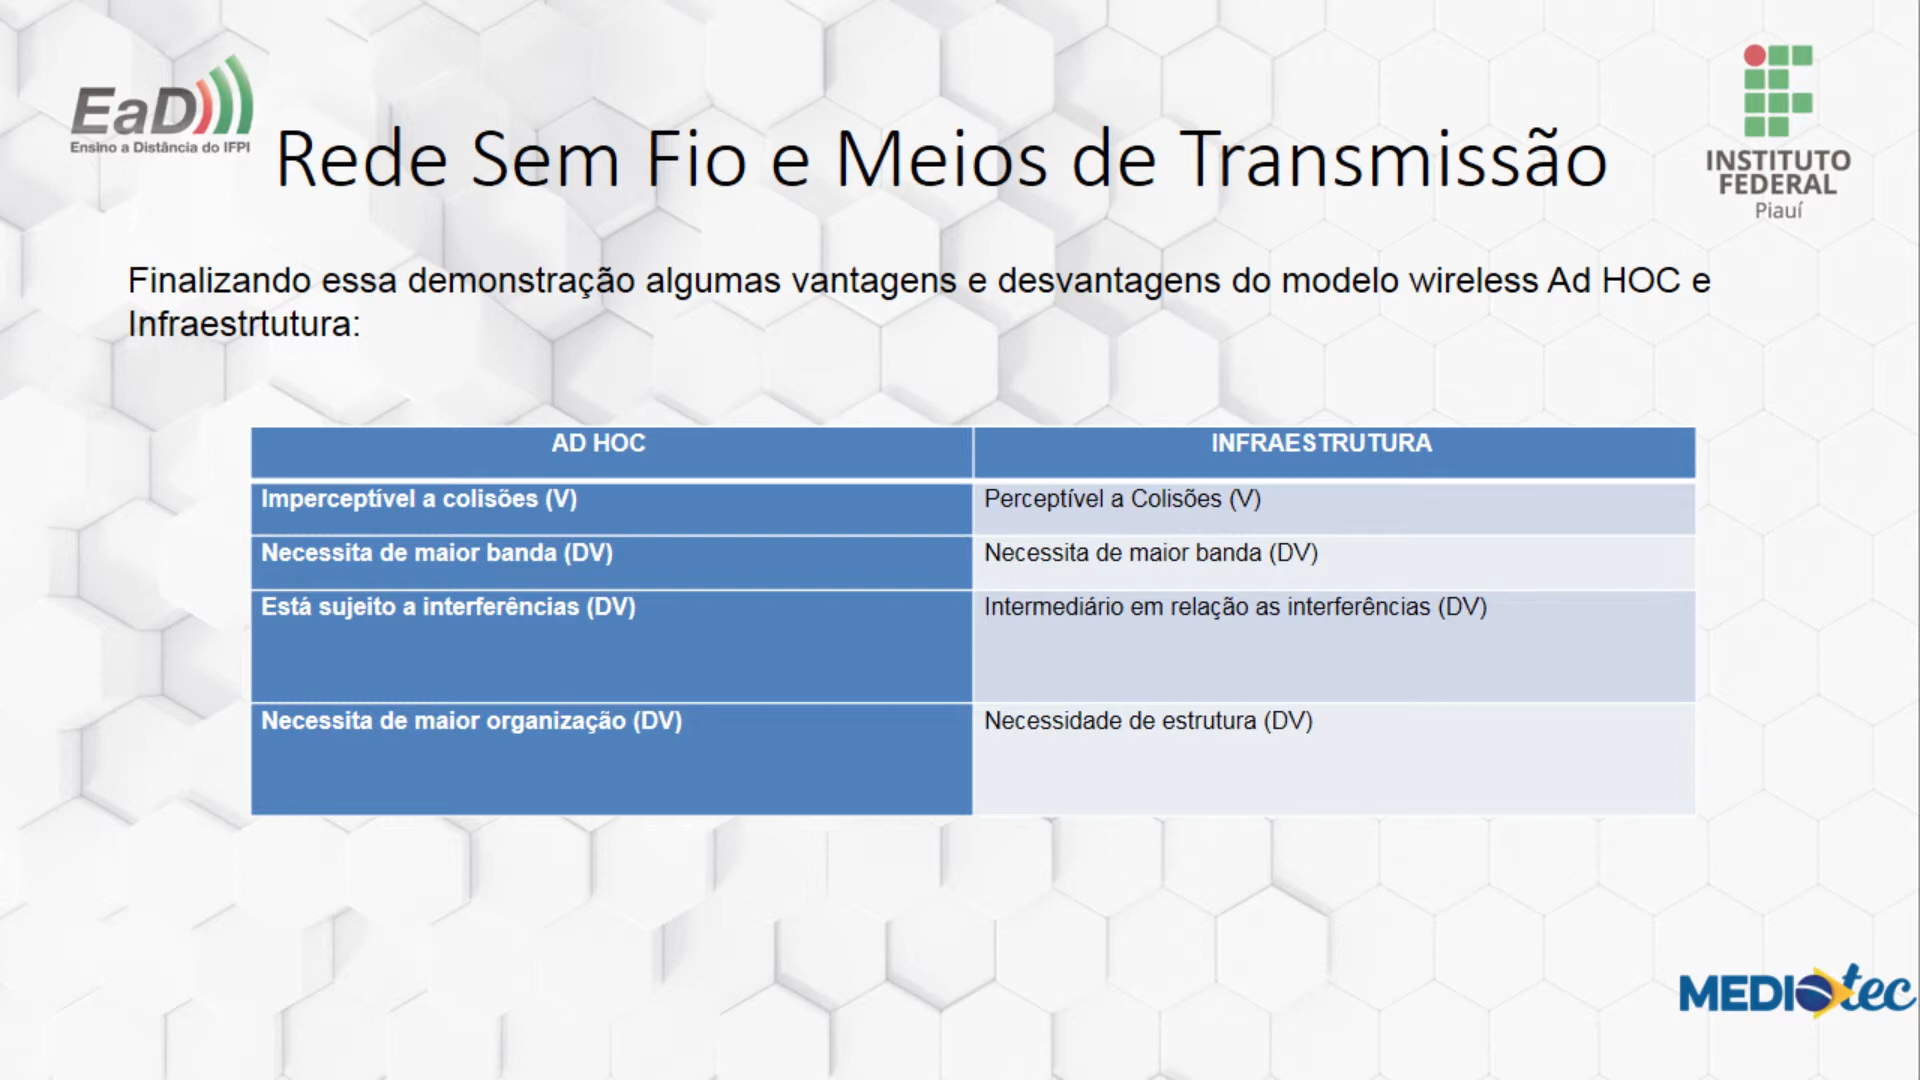 EaD
Ensino a Distância do IFPI
Rede Sem Fio e Meios de Transmissão
INSTITUTO
FEDERAL
Piauí
Finalizando essa demonstração algumas vantagens e desvantagens do modelo wireless Ad HOC e
Infraestrtutura:
AD HOC
INFRAESTRUTURA
Imperceptível a colisões (V)
Perceptível a Colisões (V)
Necessita de maior banda (DV)
Necessita de maior banda (DV)
Está sujeito a interferências (DV)
Intermediário em relação as interferências (DV)
Necessita de maior organização (DV)
Necessidade de estrutura (DV)
MEDIOtec